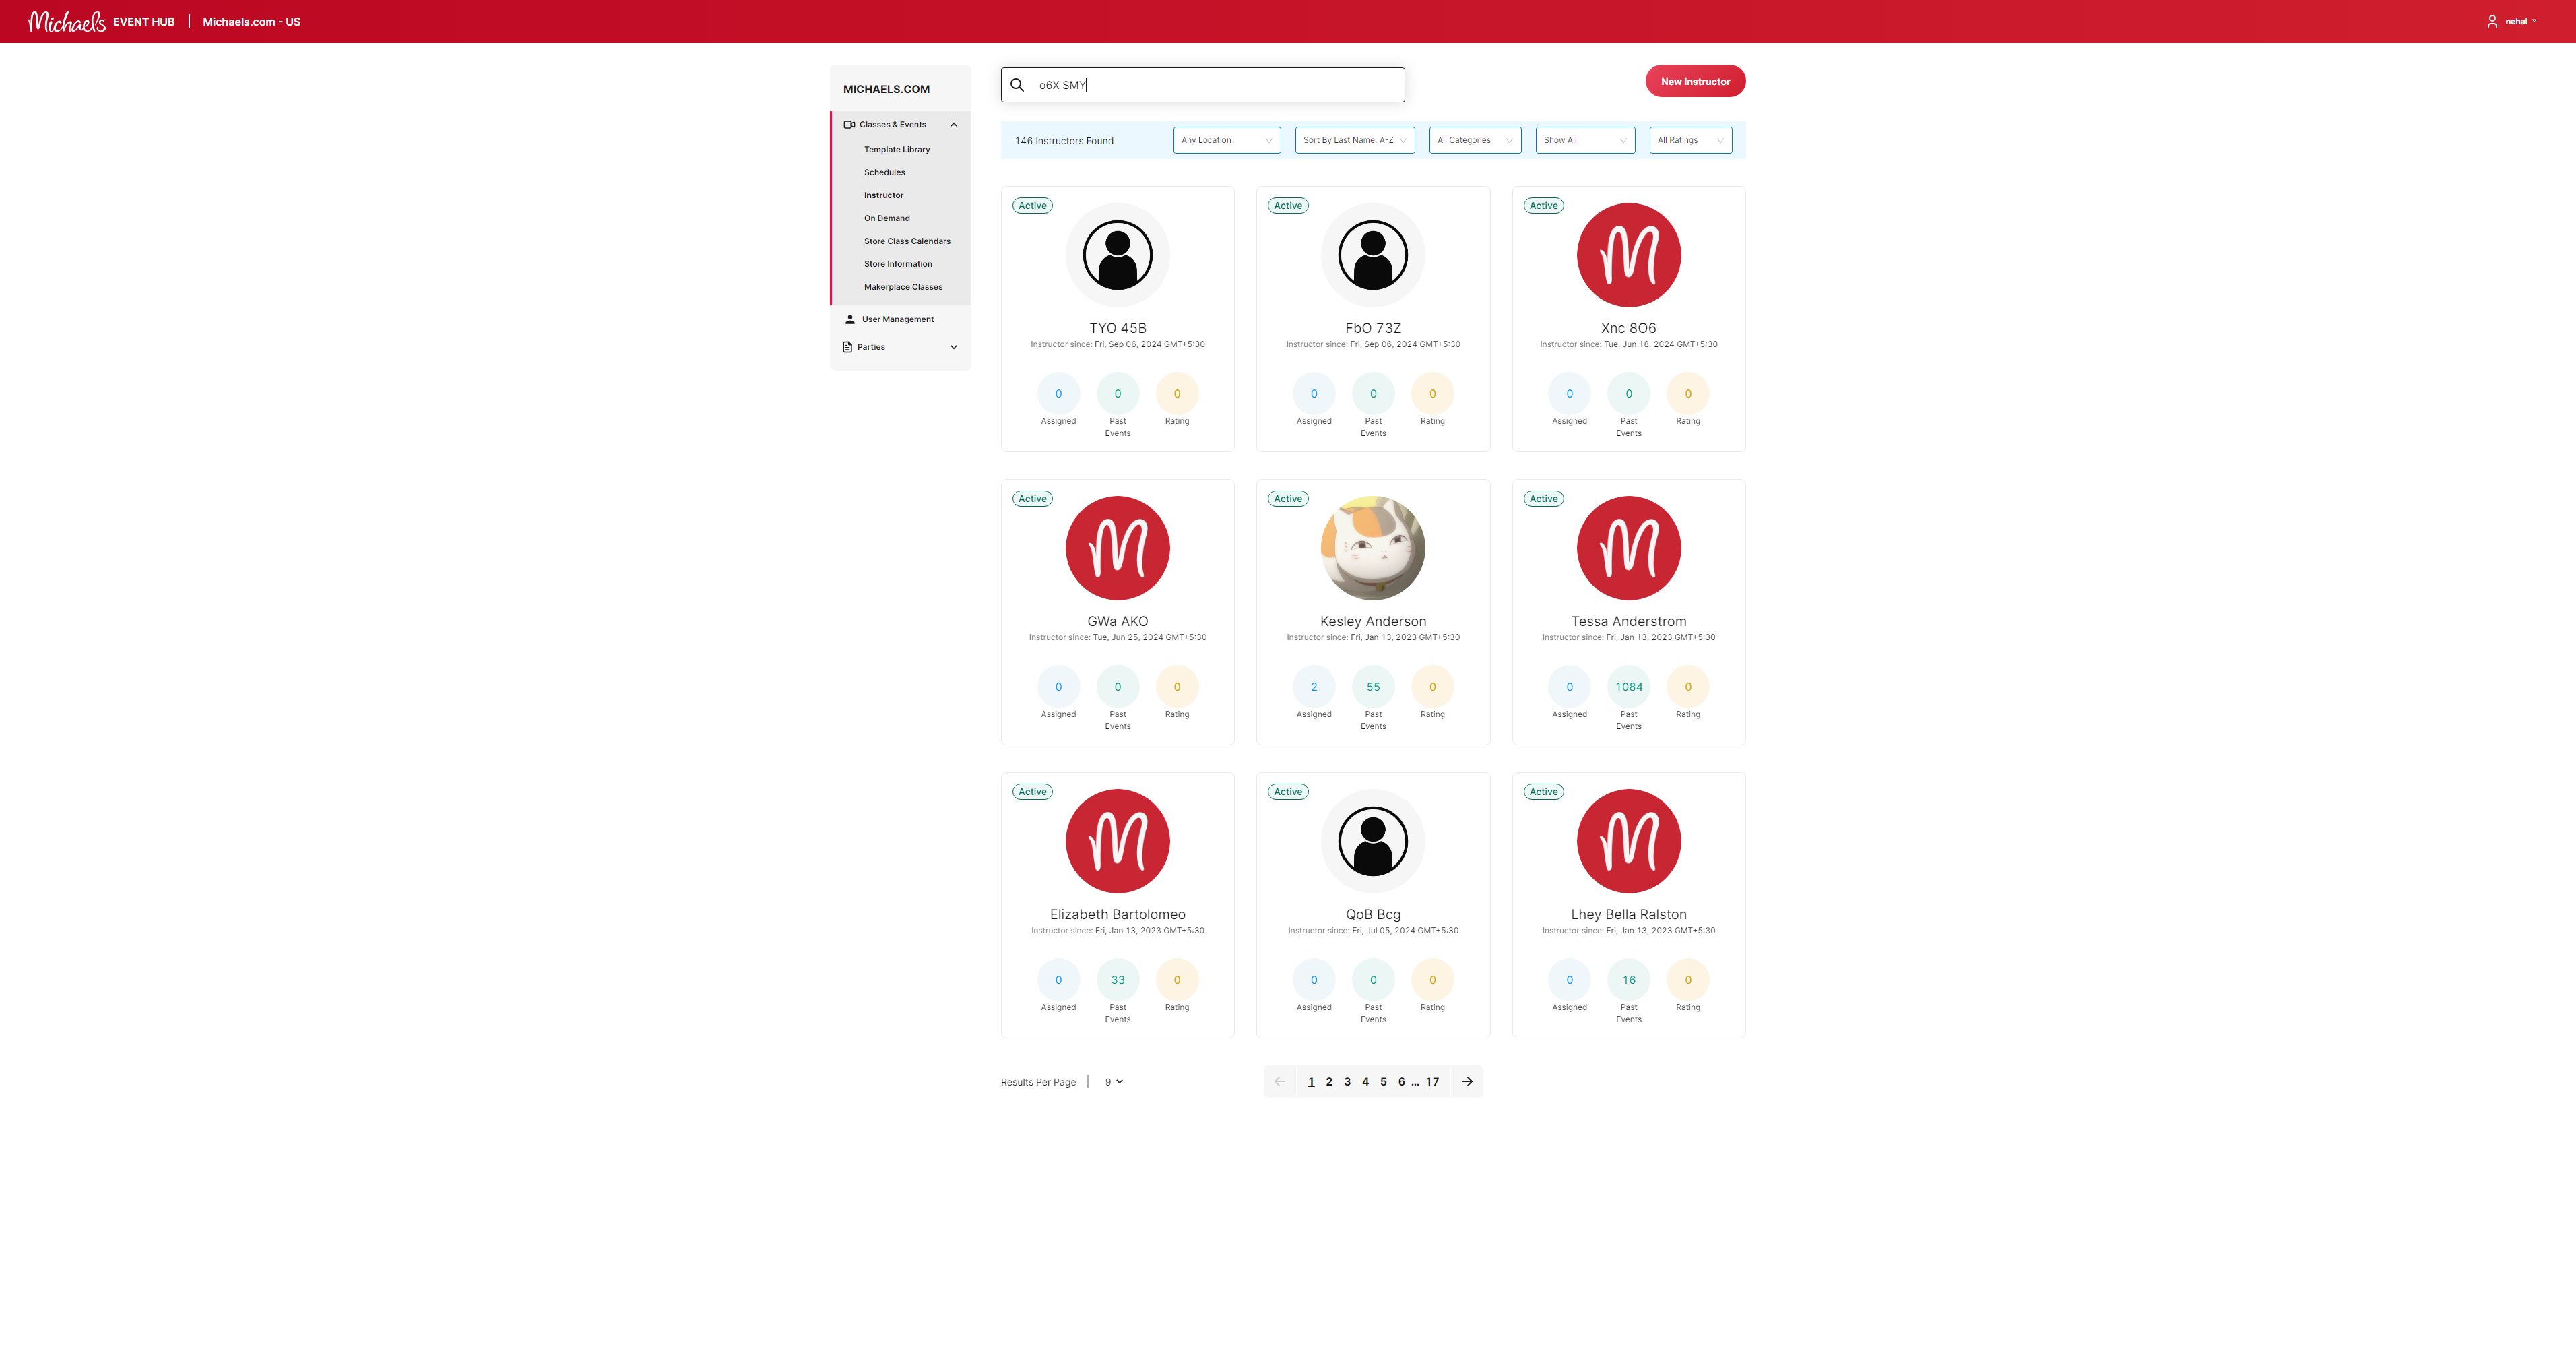 Michaels EVENT HUB | Michaels.com - US
nehal
MICHAELS.COM
Classes & Events
Template Library
Schedules
Instructor
On Demand
Store Class Calendars
Store Information
Makerplace Classes
User Management
Parties
o6X SMY
New Instructor
146 Instructors Found
Any Location
Sort By Last Name, A-Z
All Categories
Show All
All Ratings
Active
TYO 45B
Instructor since: Fri, Sep 06, 2024 GMT+5:30
0 0 0
Assigned Past Events Rating
Active
FbO 73Z
Instructor since: Fri, Sep 06, 2024 GMT+5:30
0 0 0
Assigned Past Events Rating
Active
Xnc 8O6
Instructor since: Tue, Jun 18, 2024 GMT+5:30
0 0 0
Assigned Past Events Rating
Active
GWa AKO
Instructor since: Tue, Jun 25, 2024 GMT+5:30
0 0 0
Assigned Past Events Rating
Active
Kesley Anderson
Instructor since: Fri, Jan 13, 2023 GMT+5:30
2 55 0
Assigned Past Events Rating
Active
Tessa Anderstrom
Instructor since: Fri, Jan 13, 2023 GMT+5:30
0 1084 0
Assigned Past Events Rating
Active
Elizabeth Bartolomeo
Instructor since: Fri, Jan 13, 2023 GMT+5:30
0 33 0
Assigned Past Events Rating
Active
QoB Bcg
Instructor since: Fri, Jul 05, 2024 GMT+5:30
0 0 0
Assigned Past Events Rating
Active
Lhey Bella Ralston
Instructor since: Fri, Jan 13, 2023 GMT+5:30
0 16 0
Assigned Past Events Rating
Results Per Page | 9
1 2 3 4 5 6 ... 17